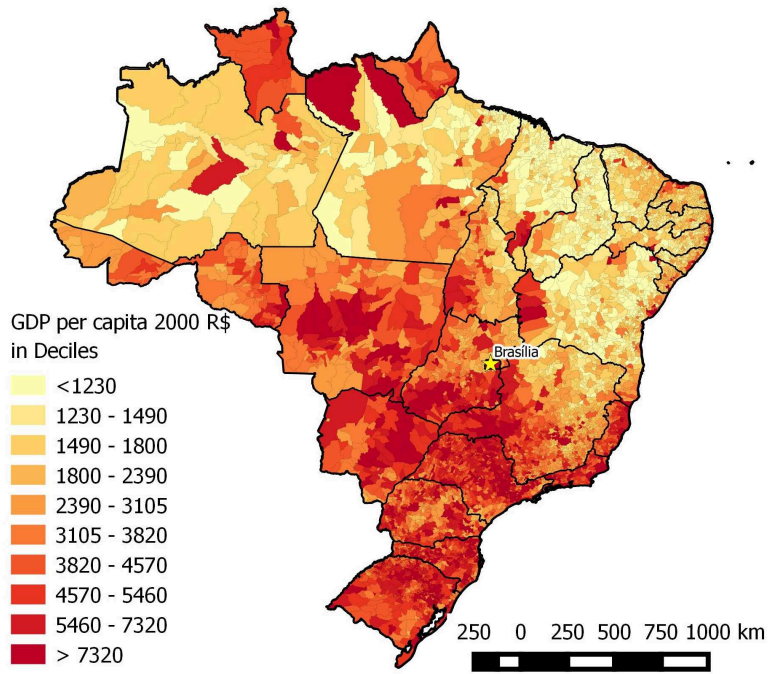 GDP per capita 2000 R$
in Deciles
<1230
1230 - 1490
1490 - 1800
1800 - 2390
2390 - 3105
3105 - 3820
3820 - 4570
4570 - 5460
5460 - 7320
> 7320
Brasília
250 0 250 500 750 1000 km